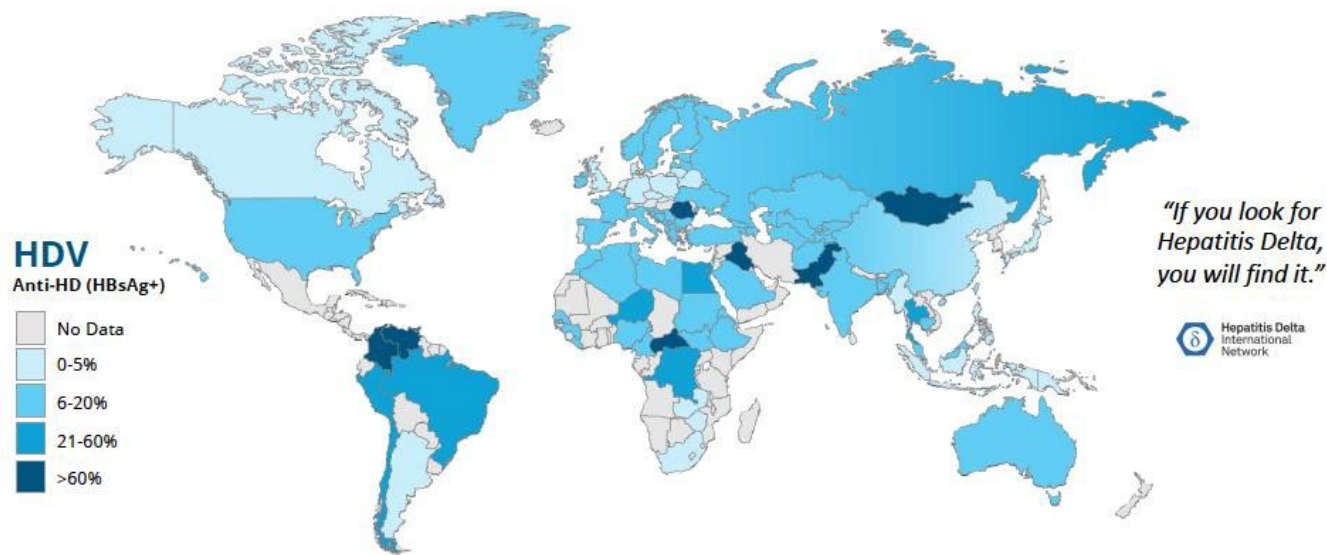 HDV
Anti-HD (HBsAg+)
No Data
0-5%
6-20%
21-60%
>60%
“If you look for
Hepatitis Delta,
you will find it.”
δ
Hepatitis Delta
International
Network